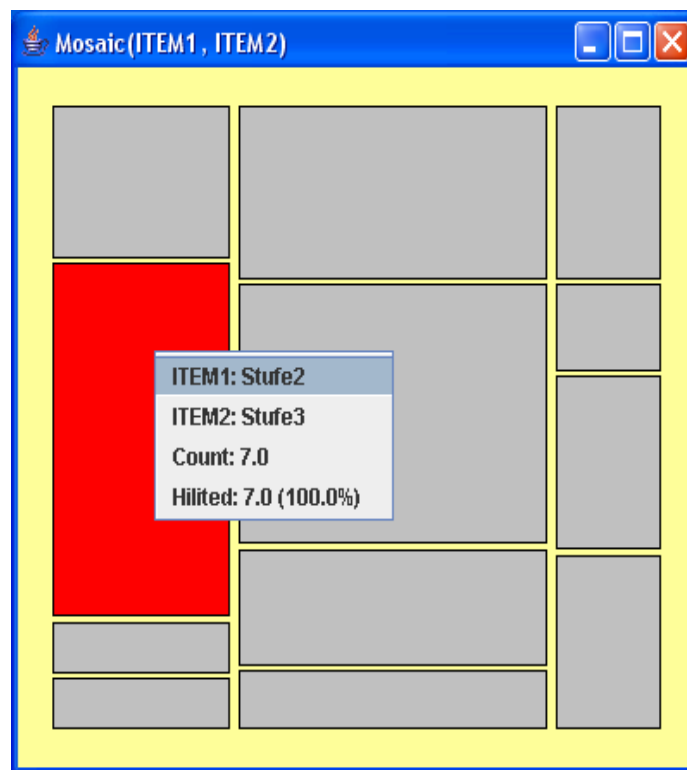 Mosaic(ITEM1 , ITEM2)
ITEM1: Stufe2
ITEM2: Stufe3
Count: 7.0
Hilited: 7.0 (100.0%)